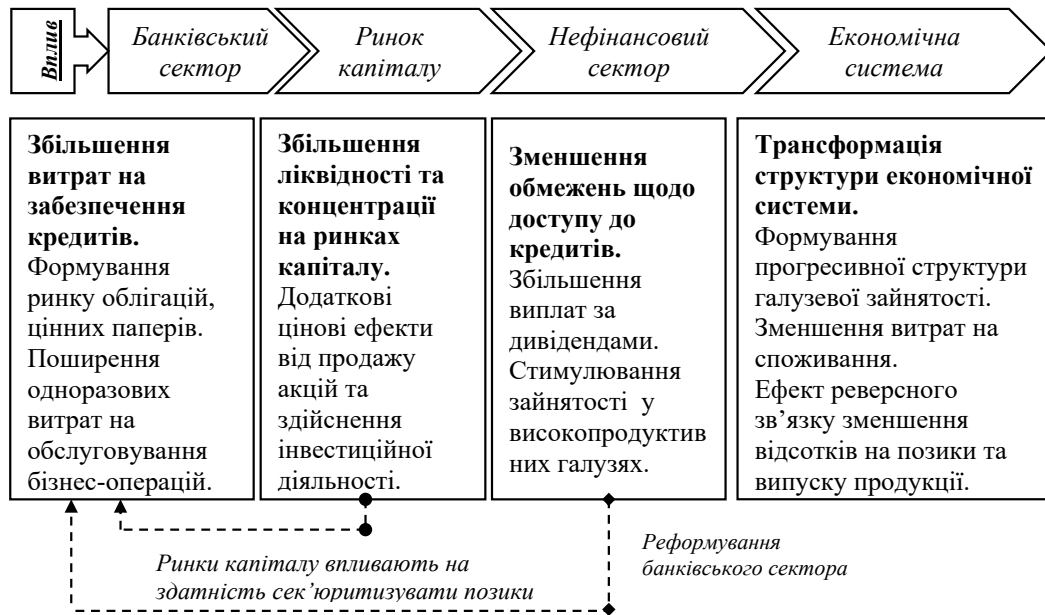 Вплив
Банківський
сектор
Ринок
капіталу
Нефінансовий
сектор
Економічна
система
Збільшення
витрат на
забезпечення
кредитів.
Формування
ринку облігацій,
цінних паперів.
Поширення
одноразових
витрат на
обслуговування
бізнес-операцій.
Збільшення
ліквідності та
концентрації
на ринках
капіталу.
Додаткові
цінові ефекти
від продажу
акцій та
здійснення
інвестиційної
діяльності.
Зменшення
обмежень щодо
доступу до
кредитів.
Збільшення
виплат за
дивідендами.
Стимулювання
зайнятості у
високопродуктив
них галузях.
Трансформація
структури економічної
системи.
Формування
прогресивної структури
галузевої зайнятості.
Зменшення витрат на
споживання.
Ефект реверсного
зв’язку зменшення
відсотків на позики та
випуску продукції.
Ринки капіталу впливають на
здатність сек’юритизувати позики
Реформування
банківського сектора